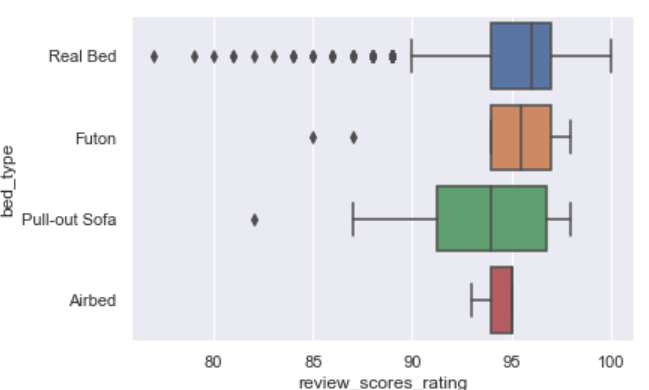 bed_type
Real Bed
Futon
Pull-out Sofa
Airbed
80 85 90 95 100
review_scores_rating